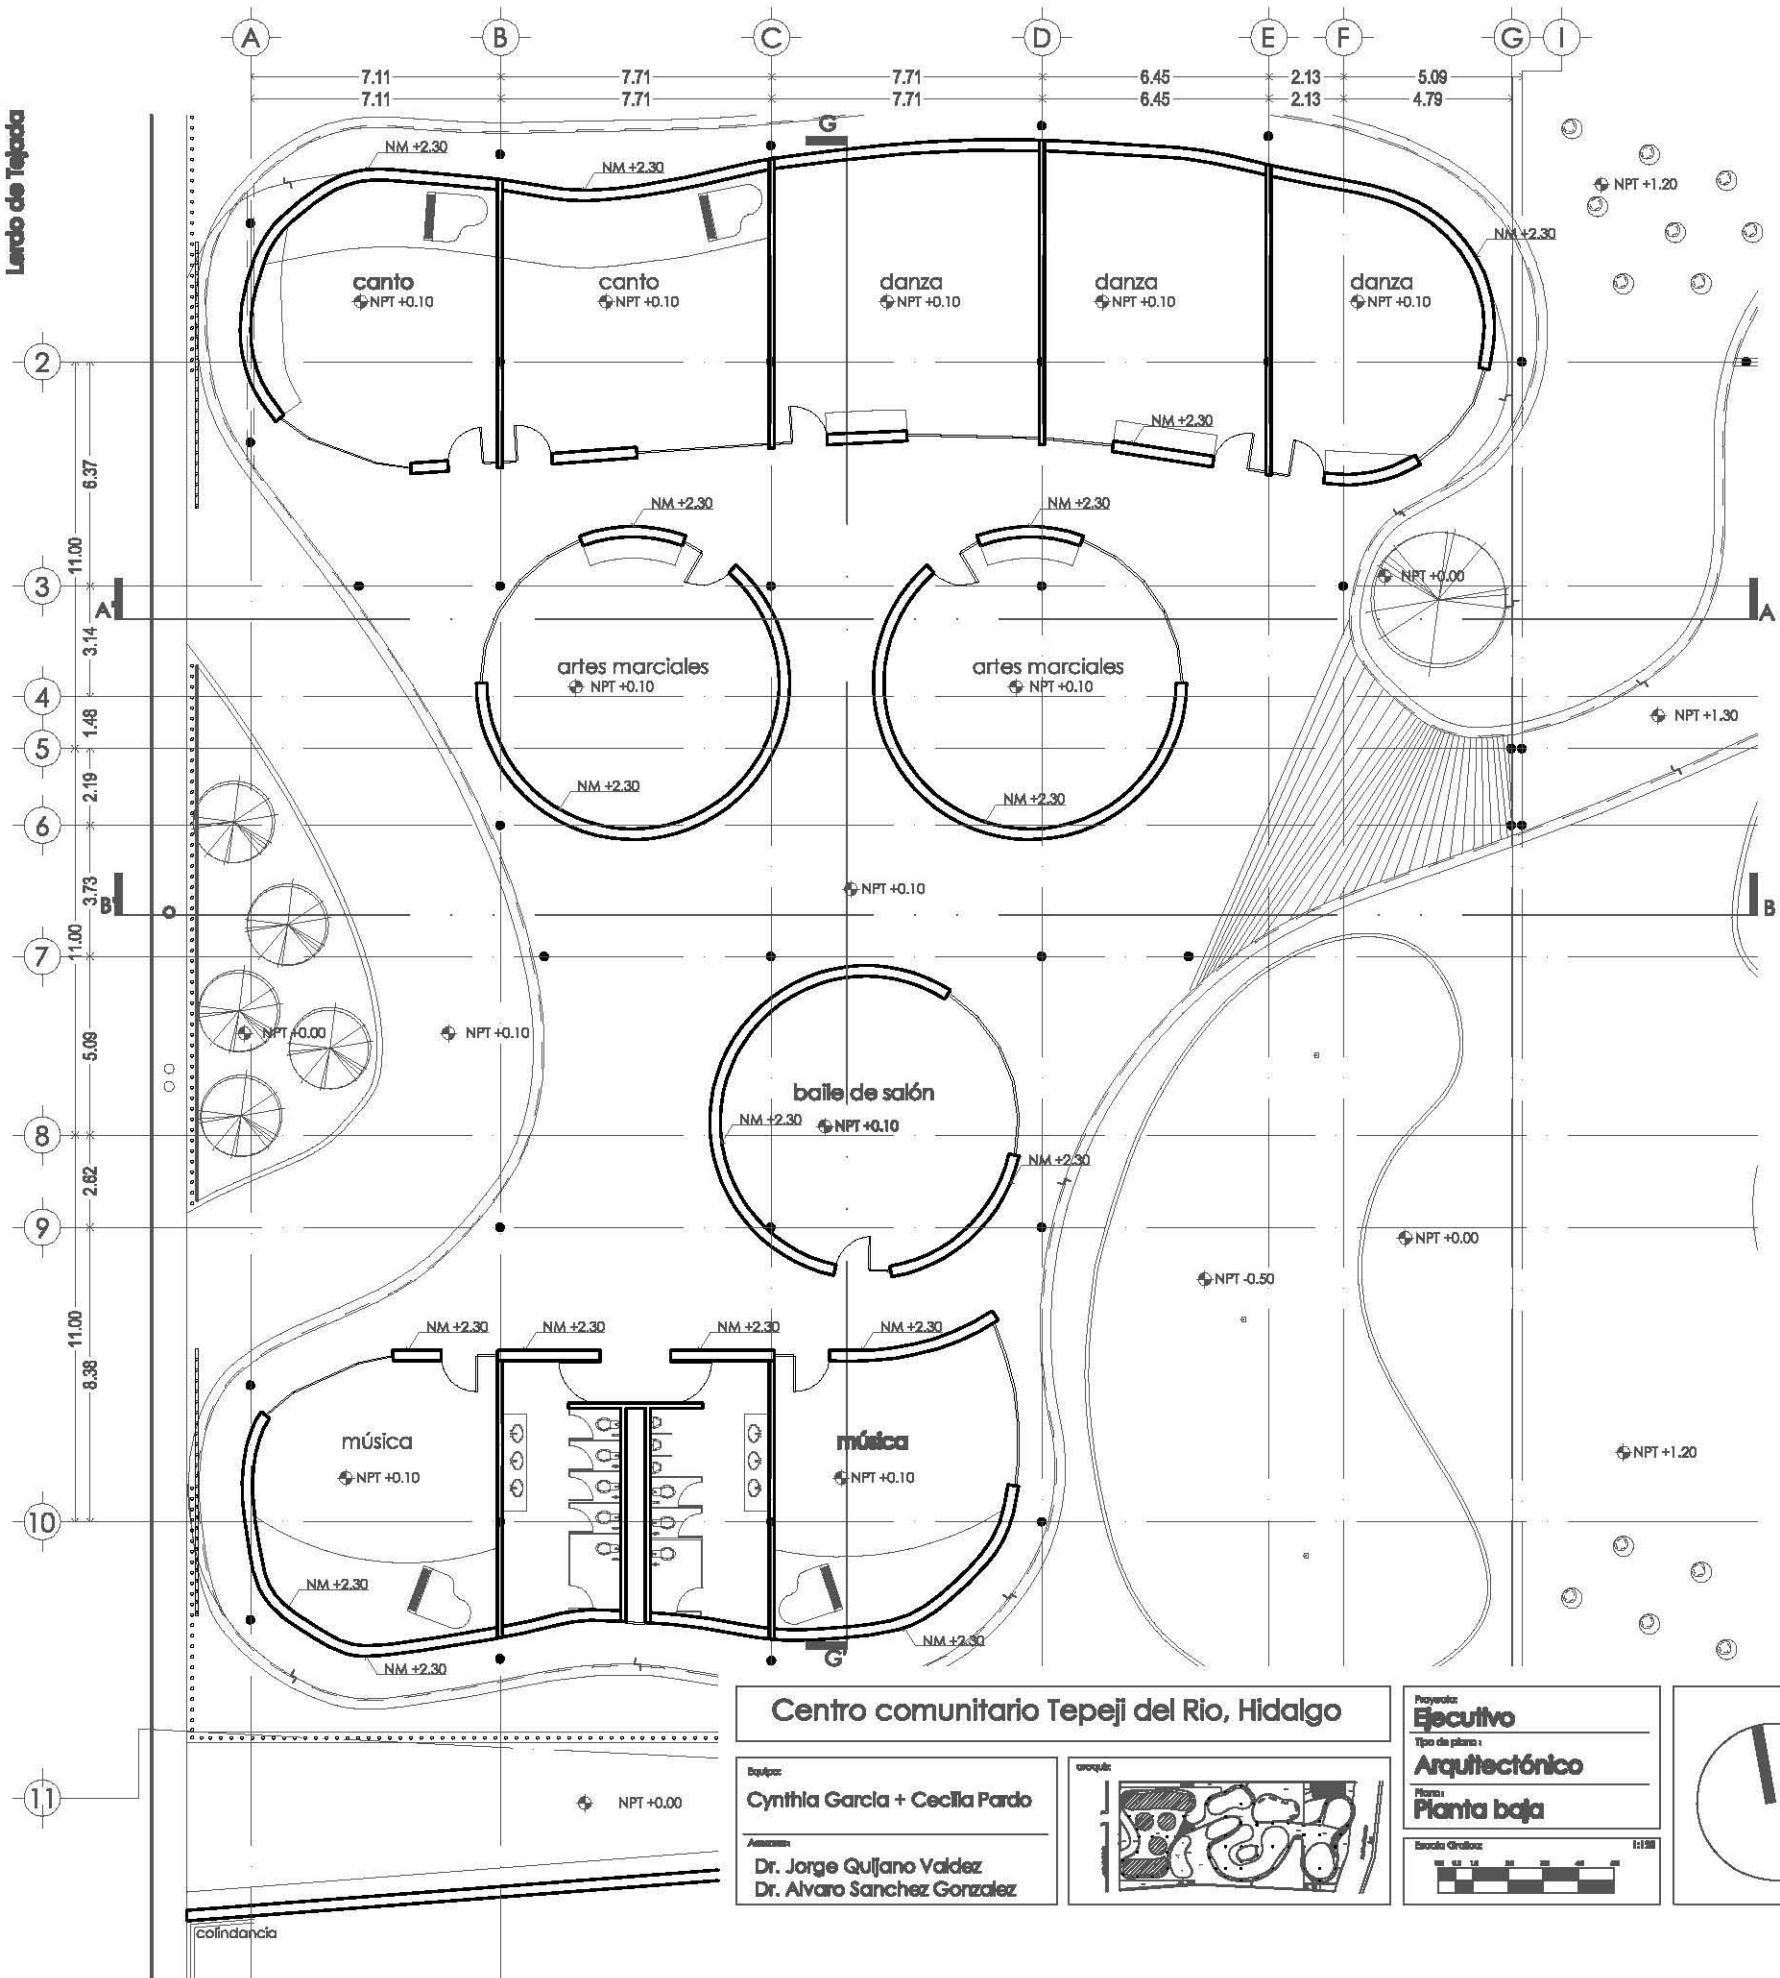 A B C D E F G I
7.11 7.71 7.71 6.45 2.13 5.09
7.11 7.71 7.71 6.45 2.13 4.79
Lerdo de Tejada
G
NM +2.30
NM +2.30
NPT +1.20
NM +2.30
canto canto danza danza danza
NPT +0.10 NPT +0.10 NPT +0.10 NPT +0.10 NPT +0.10
2
NM +2.30
6.37
NM +2.30 NM +2.30
11.00
3
NPT +0.00
A' A
3.14
artes marciales artes marciales
NPT +0.10 NPT +0.10
4
1.48
NPT +1.30
5
2.19
NM +2.30 NM +2.30
6
3.73
NPT +0.10
B' B
11.00
7
5.09
NPT +0.00 NPT +0.10
baile de salón
NM +2.30 NPT +0.10
8
NM +2.30
2.62
9
NPT +0.00
NPT -0.50
11.00
NM +2.30 NM +2.30 NM +2.30 NM +2.30
8.38
música música
NPT +1.20
NPT +0.10 NPT +0.10
10
NM +2.30
NM +2.30
NM +2.30
G'
11
NPT +0.00
colindancia
Centro comunitario Tepeji del Rio, Hidalgo
Equipo:
Cynthia Garcia + Cecilia Pardo
Asesores:
Dr. Jorge Quijano Valdez
Dr. Alvaro Sanchez Gonzalez
croquis:
Proyecto:
Ejecutivo
Tipo de plano:
Arquitectónico
Plano:
Planta baja
Escala Grafica: